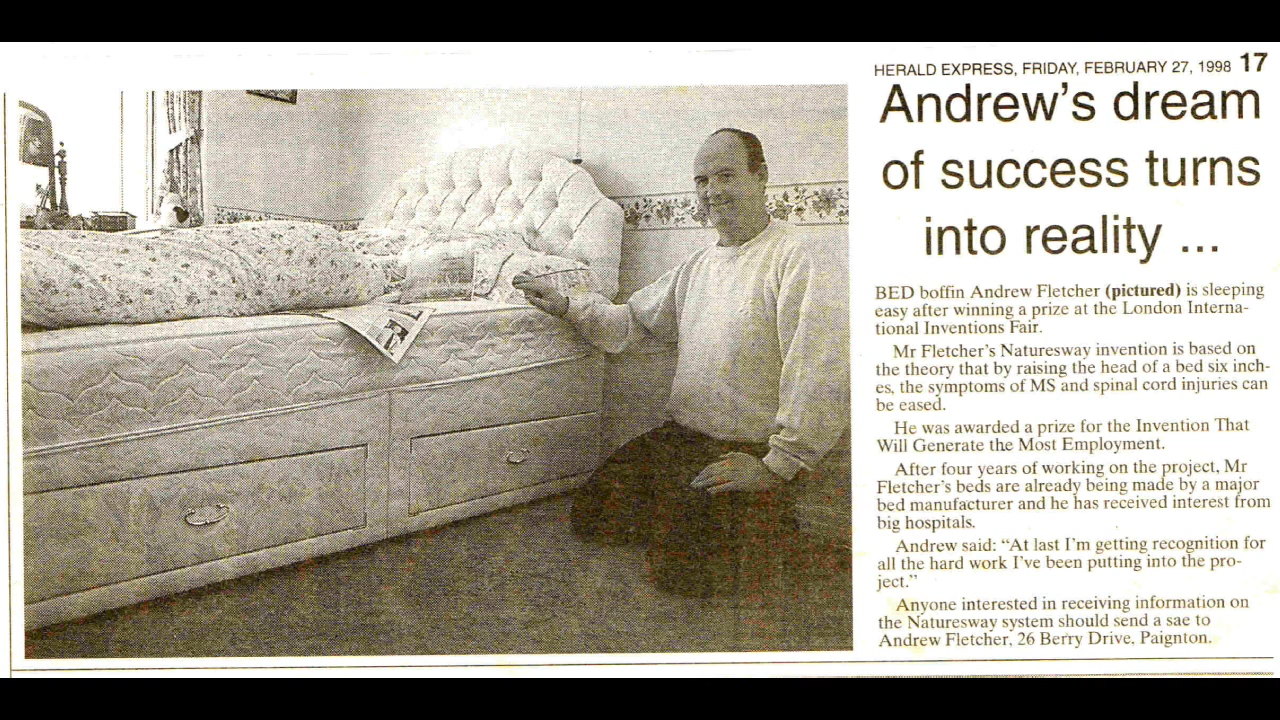 HERALD EXPRESS, FRIDAY, FEBRUARY 27, 1998 17
Andrew's dream
of success turns
into reality ...
BED boffin Andrew Fletcher (pictured) is sleeping
easy after winning a prize at the London Interna-
tional Inventions Fair.
Mr Fletcher's Naturesway invention is based on
the theory that by raising the head of a bed six inch-
es, the symptoms of MS and spinal cord injuries can
be eased.
He was awarded a prize for the Invention That
Will Generate the Most Employment.
After four years of working on the project, Mr
Fletcher's beds are already being made by a major
bed manufacturer and he has received interest from
big hospitals.
Andrew said: “At last I'm getting recognition for
all the hard work I've been putting into the pro-
ject.”
Anyone interested in receiving information on
the Naturesway system should send a sae to
Andrew Fletcher, 26 Berry Drive, Paignton.